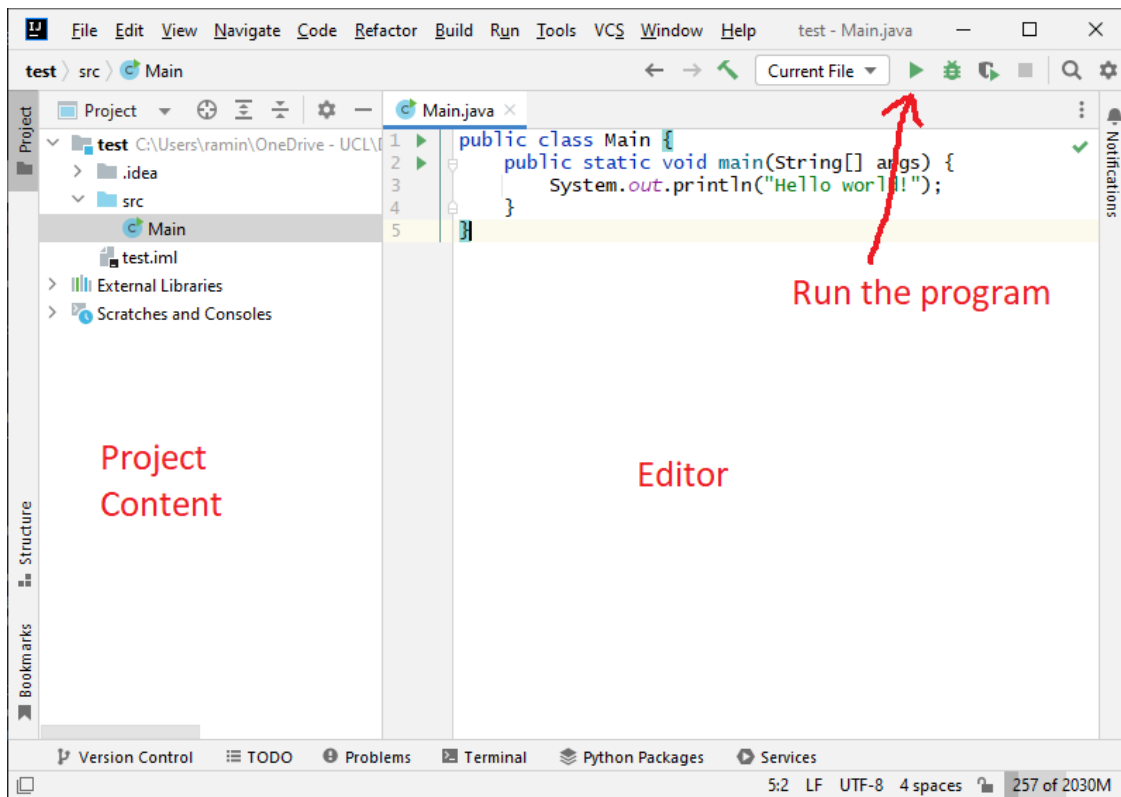 IJ File Edit View Navigate Code Refactor Build Run Tools VCS Window Help test - Main.java
test src Main Current File
Project
Project
Main.java
test C:\Users\ramin\OneDrive - UCL\
.idea
src
Main
test.iml
External Libraries
Scratches and Consoles
1 public class Main {
2 public static void main(String[] args) {
3 System.out.println("Hello world!");
4 }
5 }
Run the program
Project
Content
Editor
Notifications
Structure
Bookmarks
Version Control TODO Problems Terminal Python Packages Services
5:2 LF UTF-8 4 spaces 257 of 2030M